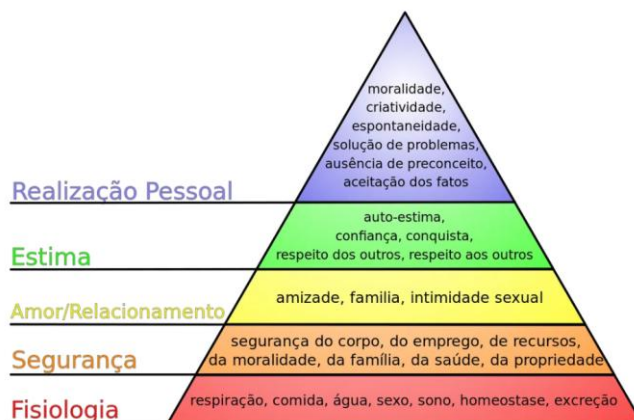 moralidade,
criatividade,
espontaneidade,
solução de problemas,
ausência de preconceito,
aceitação dos fatos
Realização Pessoal
auto-estima,
confiança, conquista,
respeito dos outros, respeito aos outros
Estima
amizade, familia, intimidade sexual
Amor/Relacionamento
segurança do corpo, do emprego, de recursos,
da moralidade, da família, da saúde, da propriedade
Segurança
respiração, comida, água, sexo, sono, homeostase, excreção
Fisiologia